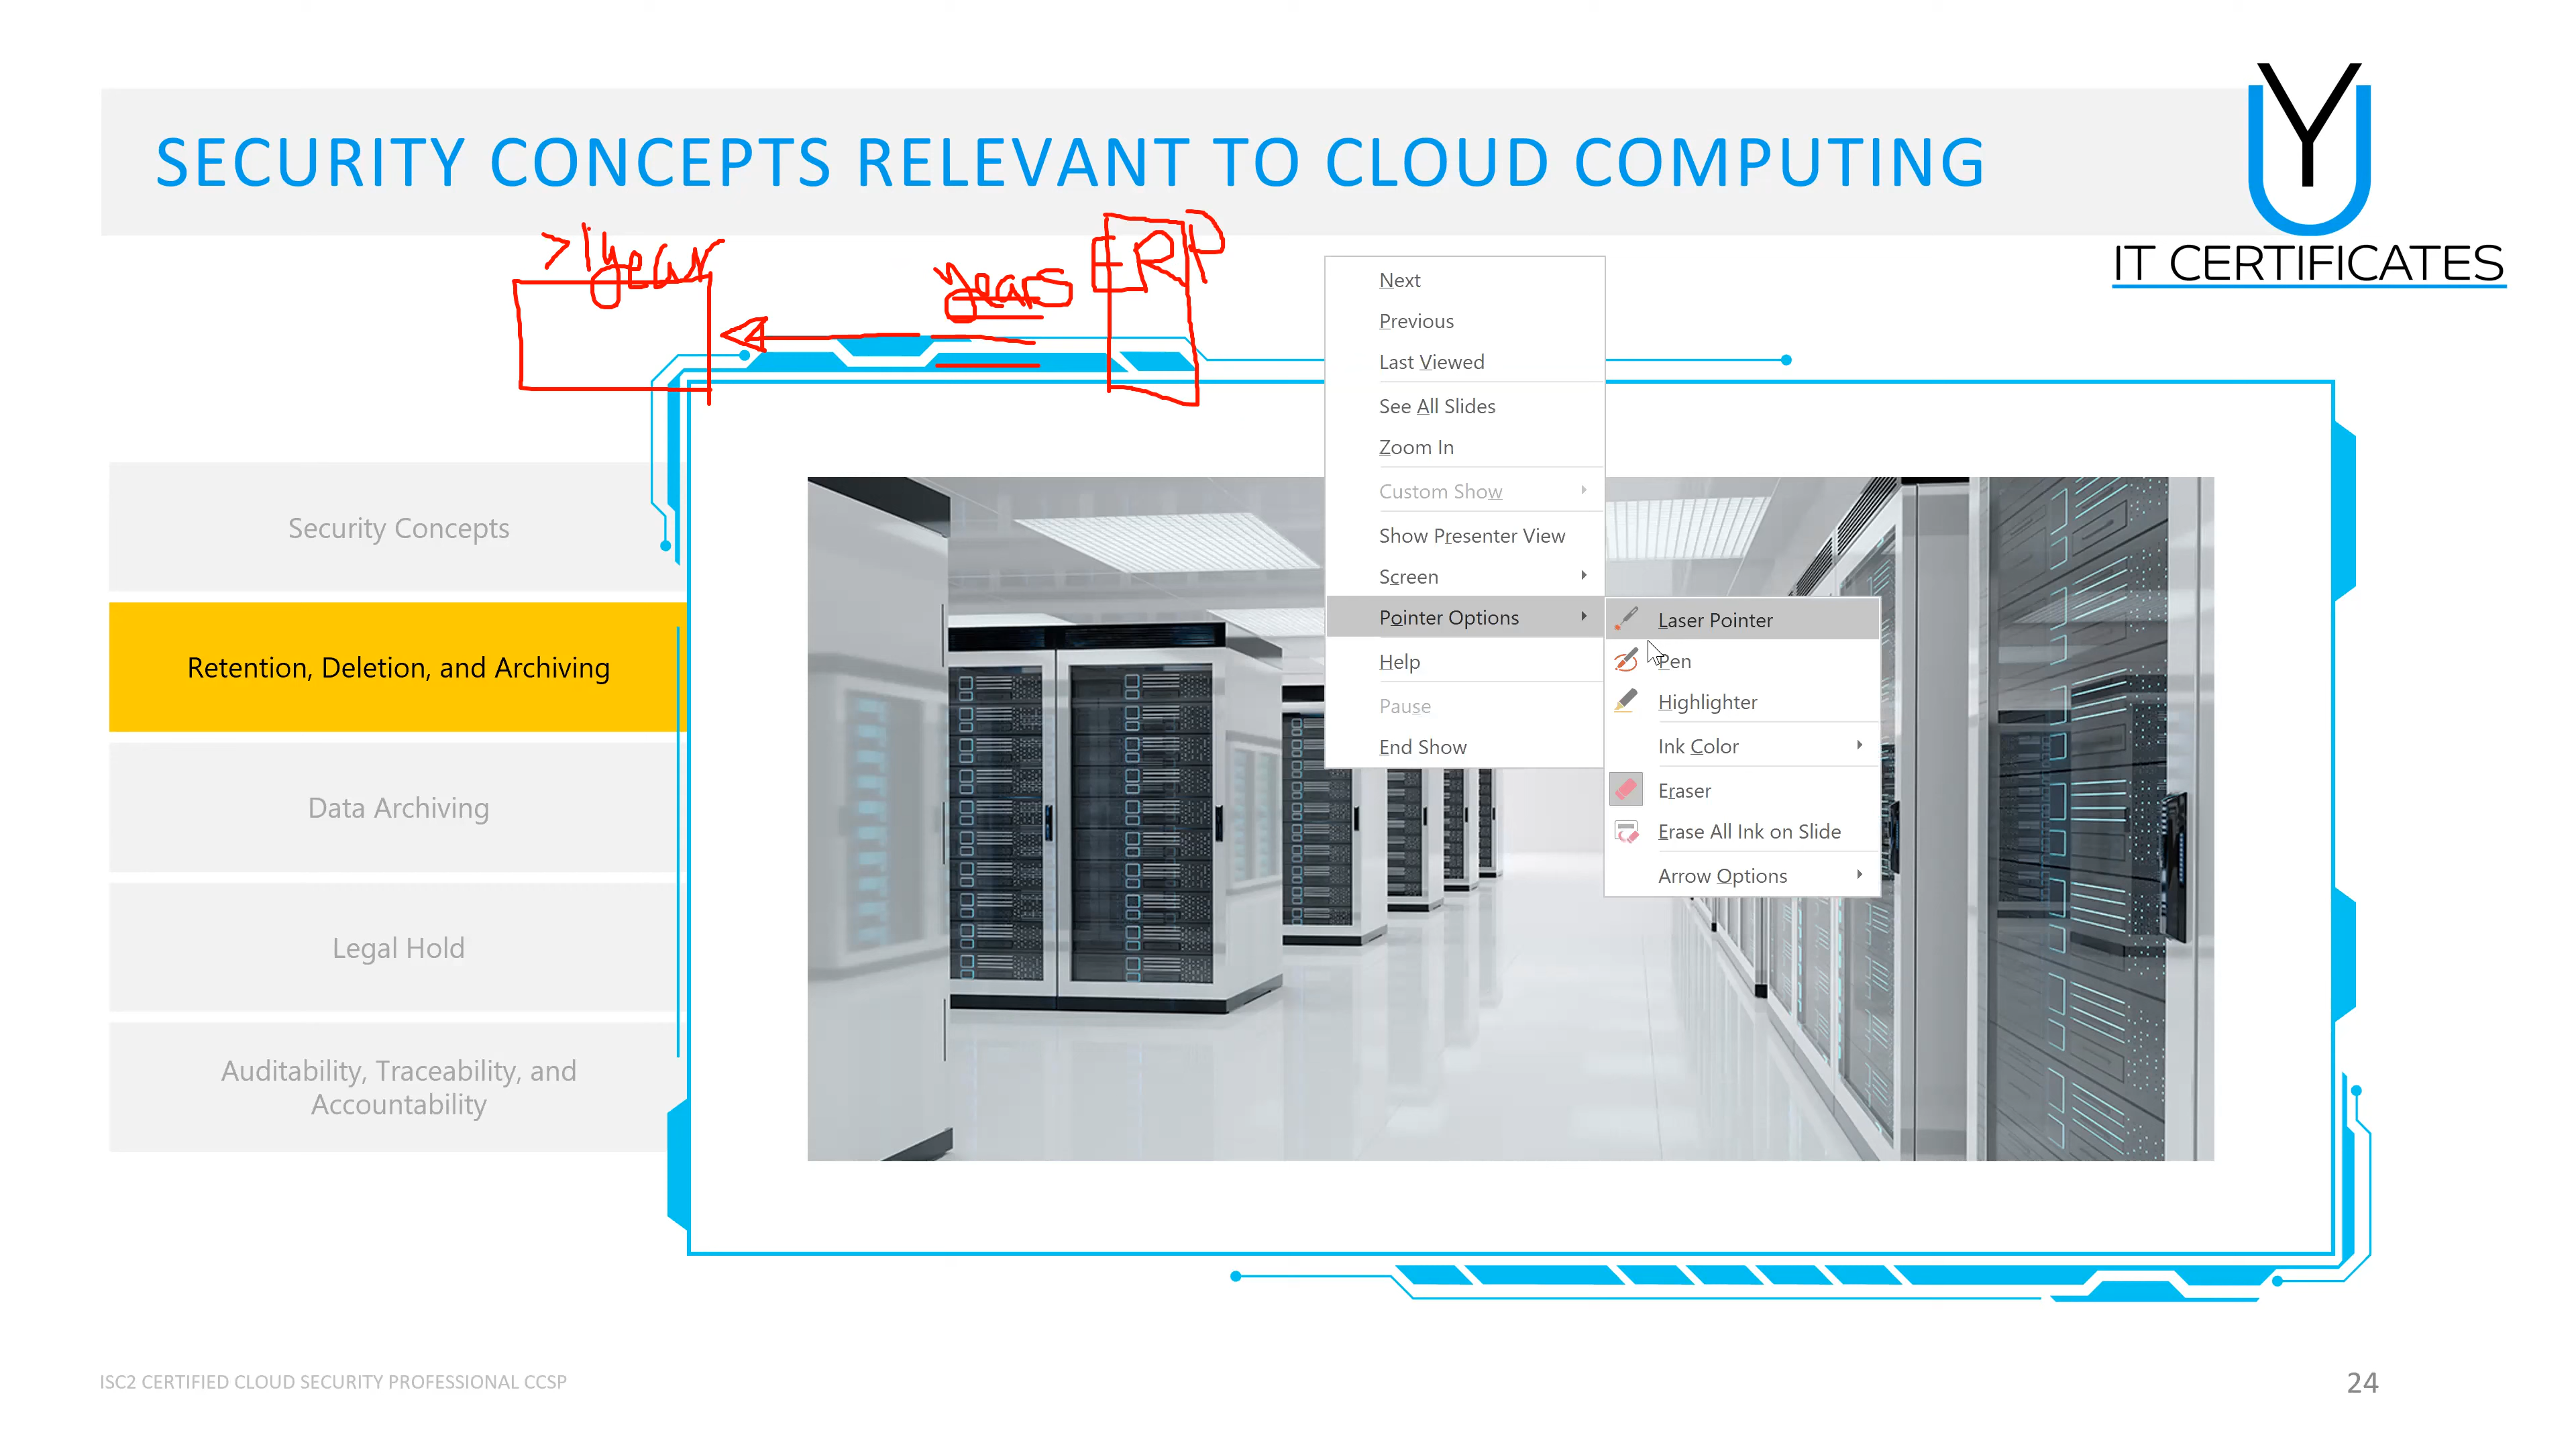 SECURITY CONCEPTS RELEVANT TO CLOUD COMPUTING
Y
IT CERTIFICATES
>1year
years
ERP
Next
Previous
Last Viewed
See All Slides
Zoom In
Custom Show
Show Presenter View
Screen
Pointer Options
Help
Pause
End Show
Laser Pointer
Pen
Highlighter
Ink Color
Eraser
Erase All Ink on Slide
Arrow Options
Security Concepts
Retention, Deletion, and Archiving
Data Archiving
Legal Hold
Auditability, Traceability, and
Accountability
ISC2 CERTIFIED CLOUD SECURITY PROFESSIONAL CCSP
24